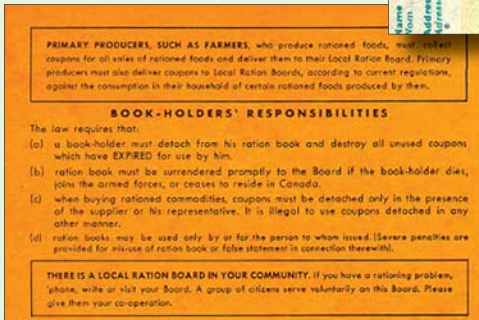 Name
Nom
Address
Adresse
PRIMARY PRODUCERS, SUCH AS FARMERS, who produce rationed foods, must collect
coupons for all sales of rationed foods and deliver them to their Local Ration Board. Primary
producers must also deliver coupons to Local Ration Boards, according to current regulations,
against the consumption in their household of certain rationed foods produced by them.
BOOK-HOLDERS' RESPONSIBILITIES
The law requires that:
(a) a book-holder must detach from his ration book and destroy all unused coupons
which have EXPIRED for use by him.
(b) ration book must be surrendered promptly to the Board if the book-holder dies,
joins the armed forces, or ceases to reside in Canada.
(c) when buying rationed commodities, coupons must be detached only in the presence
of the supplier or his representative. It is illegal to use coupons detached in any
other manner.
(d) ration books may be used only by or for the person to whom issued. (Severe penalties are
provided for mis-use of ration book or false statement in connection therewith).
THERE IS A LOCAL RATION BOARD IN YOUR COMMUNITY. If you have a rationing problem,
'phone, write or visit your Board. A group of citizens serve voluntarily on this Board. Please
give them your co-operation.